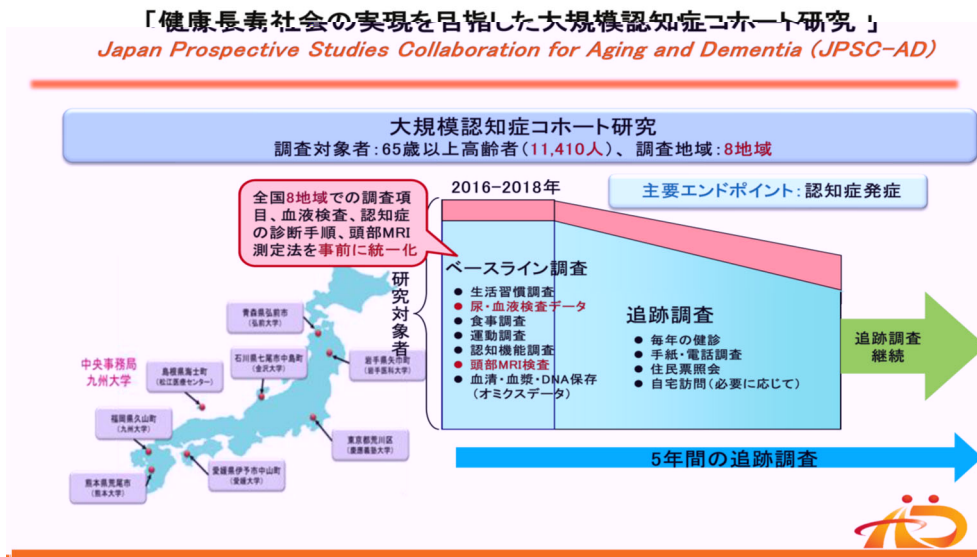 「健康長寿社会の実現を目指した大規模認知症コホート研究 」
Japan Prospective Studies Collaboration for Aging and Dementia (JPSC-AD)
大規模認知症コホート研究
調査対象者:65歳以上高齢者(11,410人)、調査地域:8地域
2016-2018年
主要エンドポイント:認知症発症
全国8地域での調査項
目、血液検査、認知症
の診断手順、頭部MRI
測定法を事前に統一化
研究対象者
ベースライン調査
● 生活習慣調査
● 尿・血液検査データ
● 食事調査
● 運動調査
● 認知機能調査
● 頭部MRI検査
● 血清・血漿・DNA保存
(オミクスデータ)
追跡調査
● 毎年の健診
● 手紙・電話調査
● 住民票照会
● 自宅訪問(必要に応じて)
追跡調査
継続
5年間の追跡調査
青森県弘前市
(弘前大学)
岩手県矢巾町
(岩手医科大学)
石川県七尾市中島町
(金沢大学)
中央事務局
九州大学
島根県海士町
(松江医療センター)
福岡県久山町
(九州大学)
東京都荒川区
(慶應義塾大学)
愛媛県伊予市中山町
(愛媛大学)
熊本県荒尾市
(熊本大学)